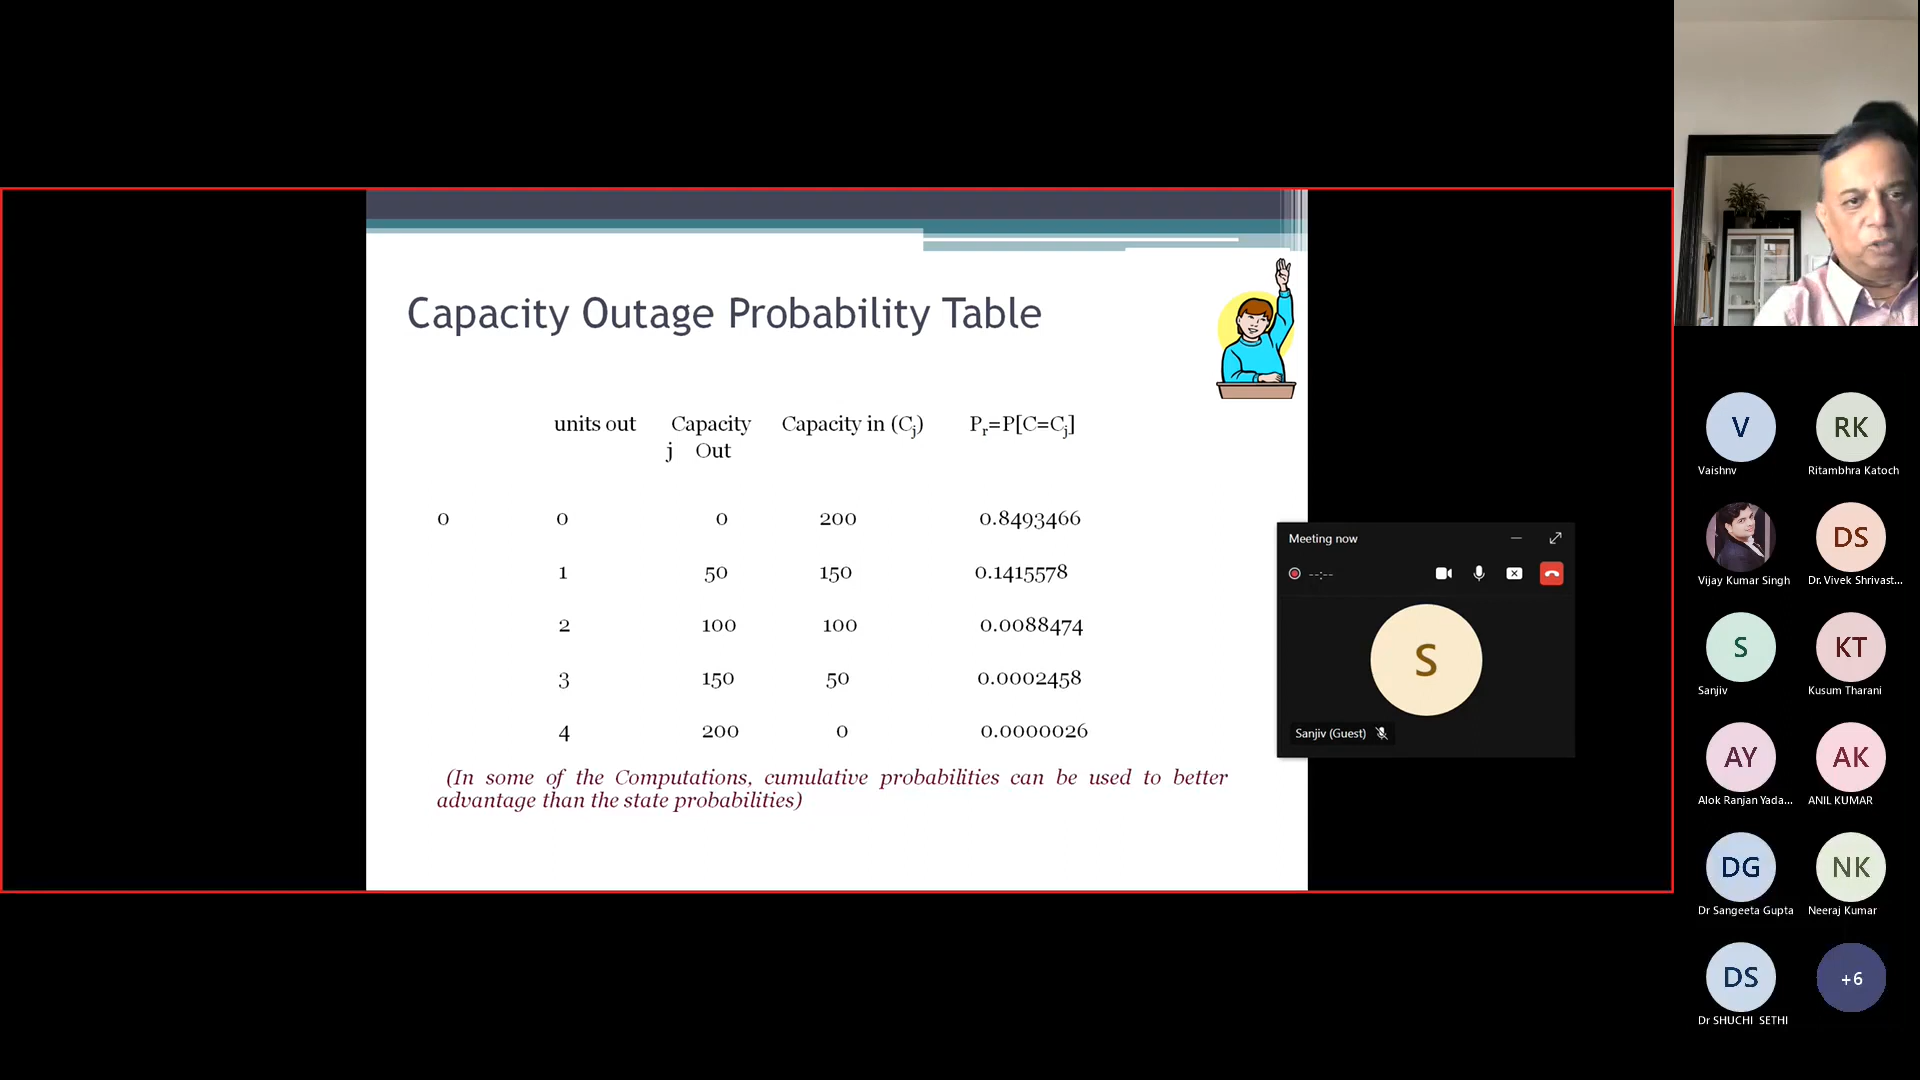 Capacity Outage Probability Table
units out Capacity Capacity in (Cj) Pr=P[C=Cj]
j Out
0 0 0 200 0.8493466
1 50 150 0.1415578
2 100 100 0.0088474
3 150 50 0.0002458
4 200 0 0.0000026
(In some of the Computations, cumulative probabilities can be used to better
advantage than the state probabilities)
Meeting now
--:--
S
Sanjiv (Guest)
V RK
Vaishnv Ritambhra Katoch
DS
Vijay Kumar Singh Dr. Vivek Shrivast...
S KT
Sanjiv Kusum Tharani
AY AK
Alok Ranjan Yada... ANIL KUMAR
DG NK
Dr Sangeeta Gupta Neeraj Kumar
DS +6
Dr SHUCHI SETHI